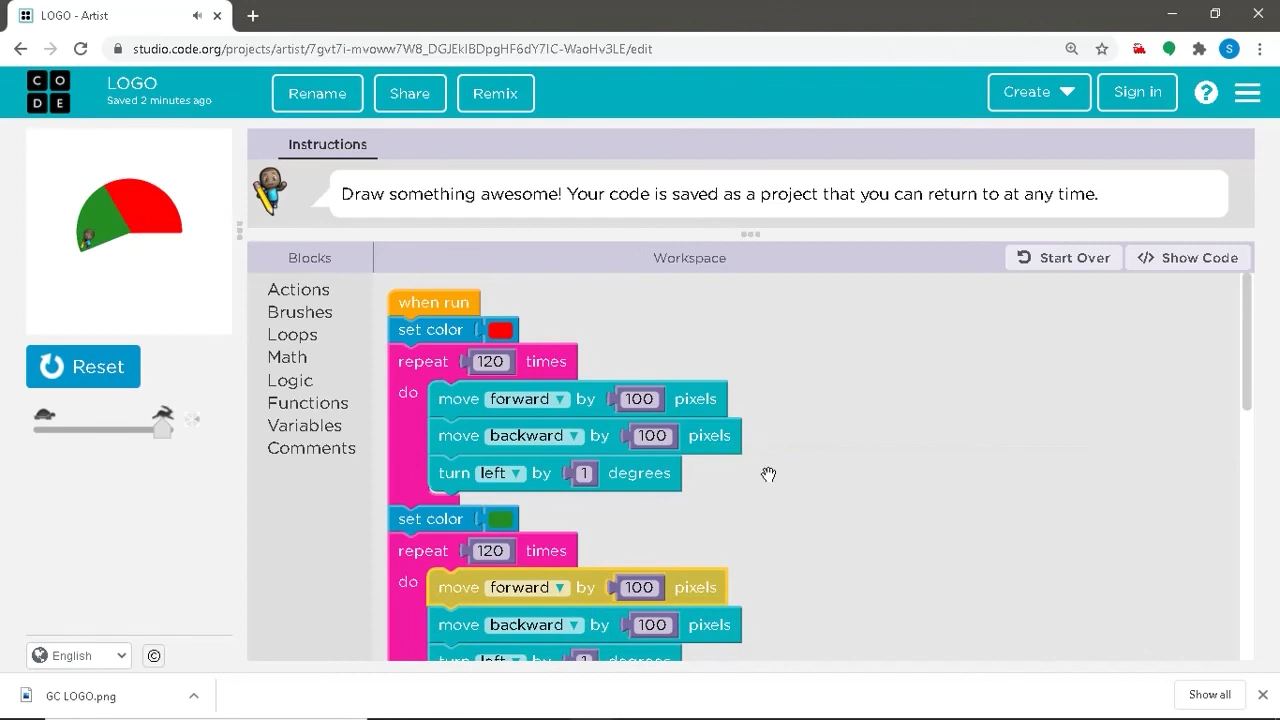 LOGO - Artist
studio.code.org/projects/artist/7gvt7i-mvoww7W8_DGJEkIBDpgHF6dY7IC-WaoHv3LE/edit
S
C O
D E
LOGO
Saved 2 minutes ago
Rename
Share
Remix
Create
Sign in
?
Instructions
Draw something awesome! Your code is saved as a project that you can return to at any time.
Blocks
Workspace
Start Over
</> Show Code
Actions
Brushes
Loops
Math
Logic
Functions
Variables
Comments
when run
set color
repeat 120 times
do
move forward by 100 pixels
move backward by 100 pixels
turn left by 1 degrees
set color
repeat 120 times
do
move forward by 100 pixels
move backward by 100 pixels
turn left by 1 degrees
Reset
English
©
GC LOGO.png
Show all